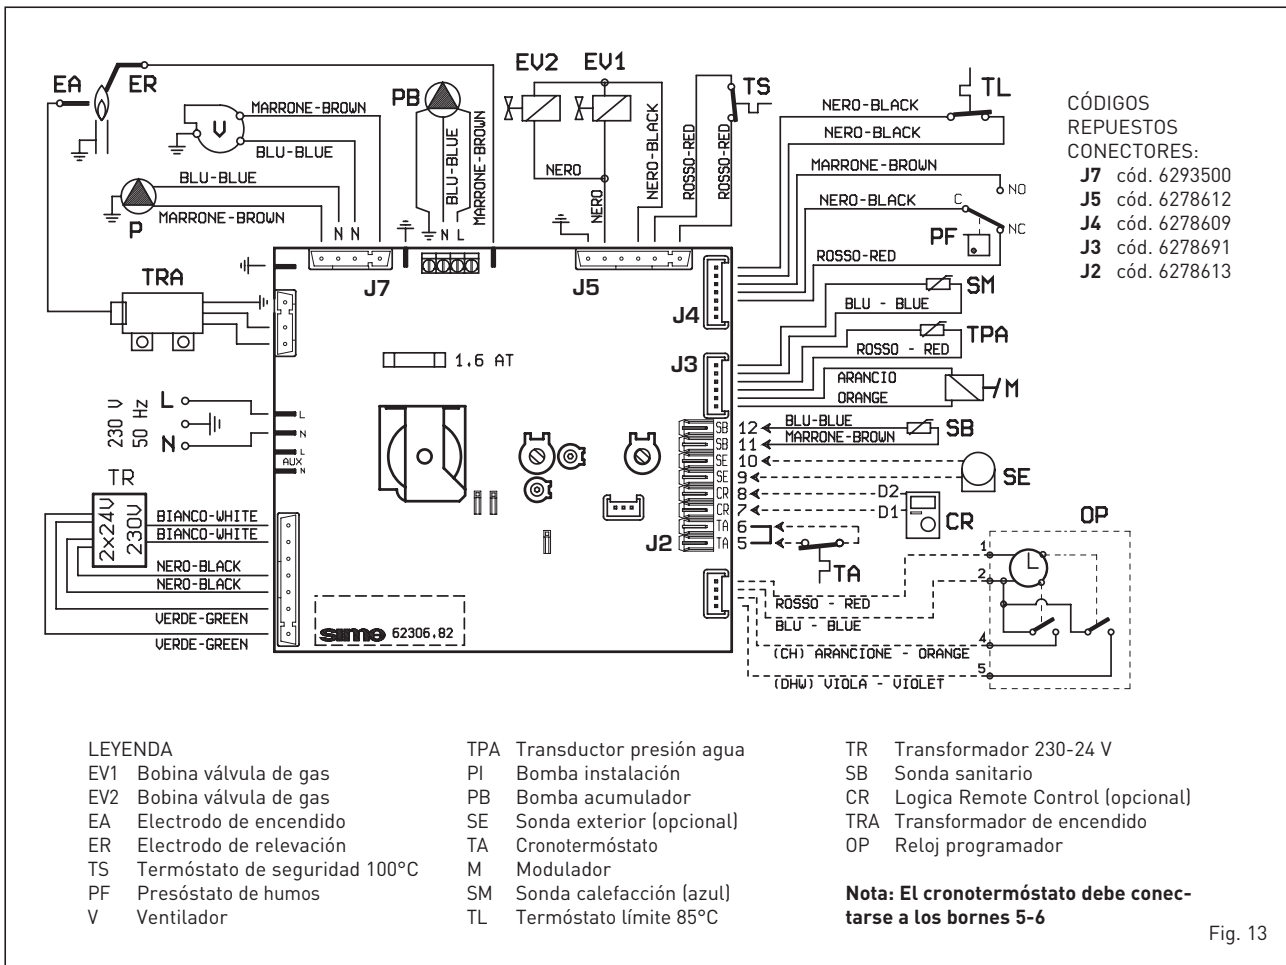 EA
ER
MARRONE-BROWN
V
BLU-BLUE
BLU-BLUE
P
MARRONE-BROWN
N N
PB
BLU-BLUE
MARRONE-BROWN
N L
EV2 EV1
NERO
NERO
NERO-BLACK
ROSSO-RED
ROSSO-RED
TS
NERO-BLACK
TL
NERO-BLACK
MARRONE-BROWN
NO
NERO-BLACK
C
PF
NC
ROSSO-RED
SM
BLU - BLUE
TPA
ROSSO - RED
ARANCIO
ORANGE
M
CÓDIGOS
REPUESTOS
CONECTORES:
J7 cód. 6293500
J5 cód. 6278612
J4 cód. 6278609
J3 cód. 6278691
J2 cód. 6278613
TRA
J7
J5
J4
J3
J2
1.6 AT
230 V
50 Hz
L
N
L
N
L
AUX
N
TR
2x24V
230V
BIANCO-WHITE
BIANCO-WHITE
NERO-BLACK
NERO-BLACK
VERDE-GREEN
VERDE-GREEN
sime 62306.82
SB 12 BLU-BLUE
SB 11 MARRONE-BROWN
SB
SE 10
SE 9
SE
CR 8 D2
CR 7 D1
CR
TA 6
TA 5
TA
OP
1
2
4
5
ROSSO - RED
BLU - BLUE
(CH) ARANCIONE - ORANGE
(DHW) VIOLA - VIOLET
LEYENDA
EV1 Bobina válvula de gas
EV2 Bobina válvula de gas
EA Electrodo de encendido
ER Electrodo de relevación
TS Termóstato de seguridad 100°C
PF Presóstato de humos
V Ventilador
TPA Transductor presión agua
PI Bomba instalación
PB Bomba acumulador
SE Sonda exterior (opcional)
TA Cronotermóstato
M Modulador
SM Sonda calefacción (azul)
TL Termóstato límite 85°C
TR Transformador 230-24 V
SB Sonda sanitario
CR Logica Remote Control (opcional)
TRA Transformador de encendido
OP Reloj programador
Nota: El cronotermóstato debe conec-
tarse a los bornes 5-6
Fig. 13